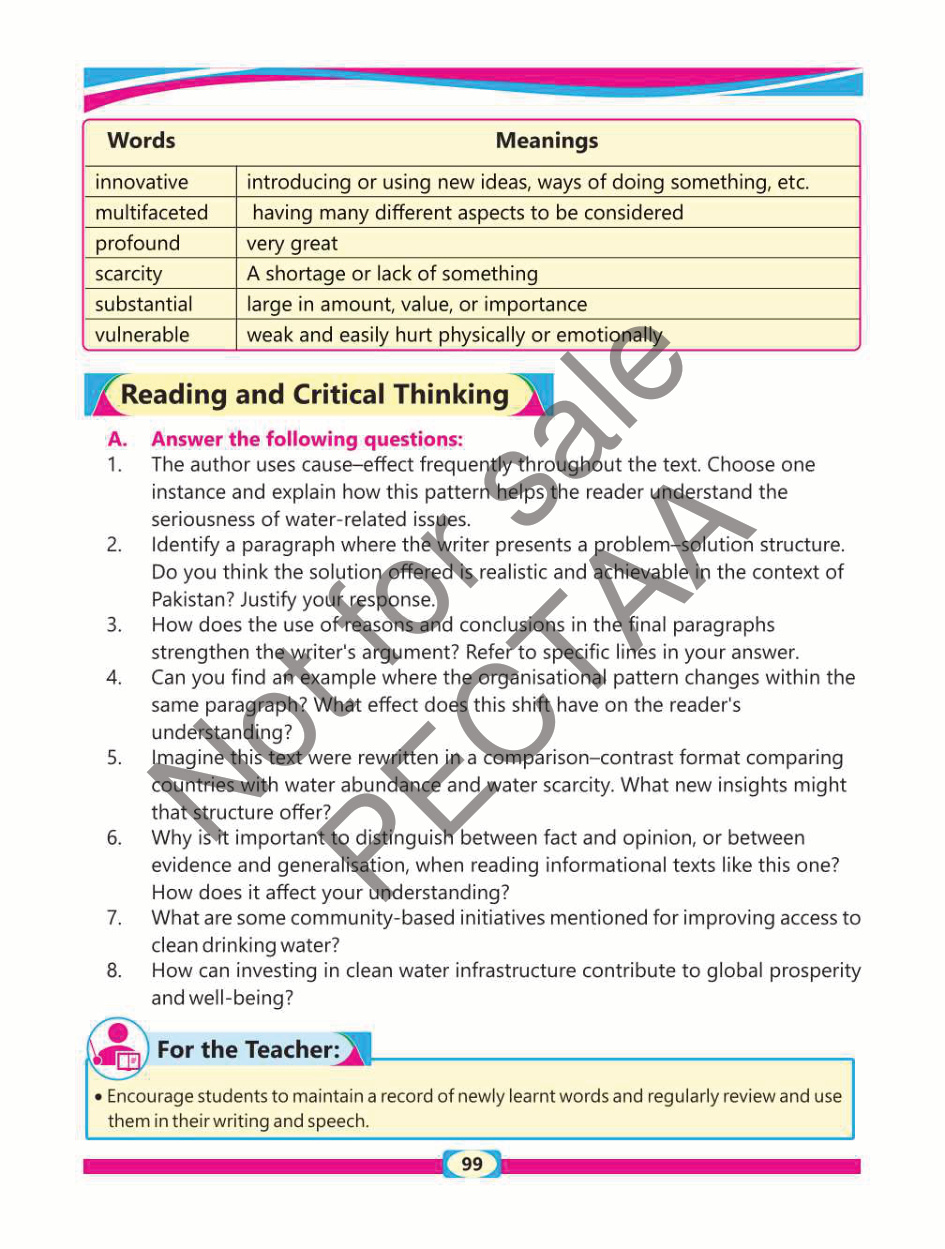 Words Meanings
innovative introducing or using new ideas, ways of doing something, etc.
multifaceted having many different aspects to be considered
profound very great
scarcity A shortage or lack of something
substantial large in amount, value, or importance
vulnerable weak and easily hurt physically or emotionally
Reading and Critical Thinking
A. Answer the following questions:
1. The author uses cause–effect frequently throughout the text. Choose one
instance and explain how this pattern helps the reader understand the
seriousness of water-related issues.
2. Identify a paragraph where the writer presents a problem–solution structure.
Do you think the solution offered is realistic and achievable in the context of
Pakistan? Justify your response.
3. How does the use of reasons and conclusions in the final paragraphs
strengthen the writer's argument? Refer to specific lines in your answer.
4. Can you find an example where the organisational pattern changes within the
same paragraph? What effect does this shift have on the reader's
understanding?
5. Imagine this text were rewritten in a comparison–contrast format comparing
countries with water abundance and water scarcity. What new insights might
that structure offer?
6. Why is it important to distinguish between fact and opinion, or between
evidence and generalisation, when reading informational texts like this one?
How does it affect your understanding?
7. What are some community-based initiatives mentioned for improving access to
clean drinking water?
8. How can investing in clean water infrastructure contribute to global prosperity
and well-being?
For the Teacher:
• Encourage students to maintain a record of newly learnt words and regularly review and use
them in their writing and speech.
99
Not for sale
PECTAA